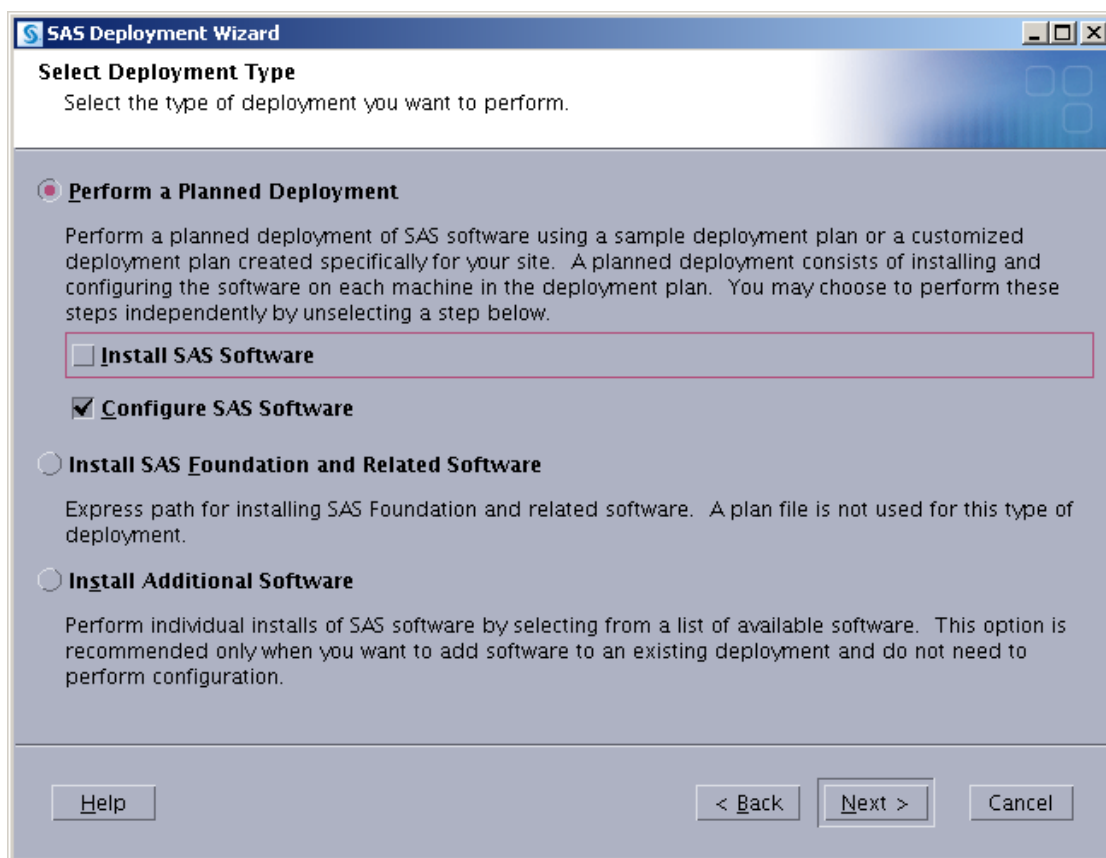 SAS Deployment Wizard
Select Deployment Type
Select the type of deployment you want to perform.
Perform a Planned Deployment
Perform a planned deployment of SAS software using a sample deployment plan or a customized
deployment plan created specifically for your site.  A planned deployment consists of installing and
configuring the software on each machine in the deployment plan.  You may choose to perform these
steps independently by unselecting a step below.
Install SAS Software
Configure SAS Software
Install SAS Foundation and Related Software
Express path for installing SAS Foundation and related software.  A plan file is not used for this type of
deployment.
Install Additional Software
Perform individual installs of SAS software by selecting from a list of available software.  This option is
recommended only when you want to add software to an existing deployment and do not need to
perform configuration.
Help
< Back
Next >
Cancel